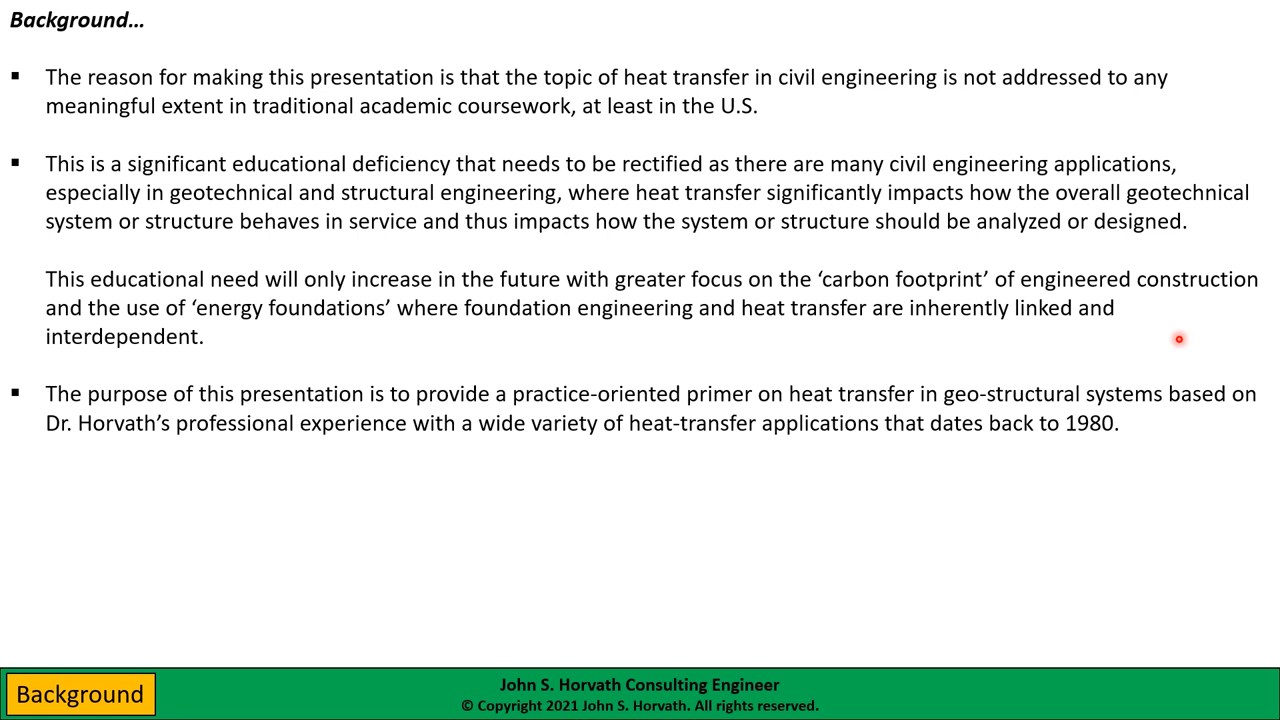 Background...
▪ The reason for making this presentation is that the topic of heat transfer in civil engineering is not addressed to any
meaningful extent in traditional academic coursework, at least in the U.S.
▪ This is a significant educational deficiency that needs to be rectified as there are many civil engineering applications,
especially in geotechnical and structural engineering, where heat transfer significantly impacts how the overall geotechnical
system or structure behaves in service and thus impacts how the system or structure should be analyzed or designed.
This educational need will only increase in the future with greater focus on the ‘carbon footprint’ of engineered construction
and the use of ‘energy foundations’ where foundation engineering and heat transfer are inherently linked and
interdependent.
▪ The purpose of this presentation is to provide a practice-oriented primer on heat transfer in geo-structural systems based on
Dr. Horvath’s professional experience with a wide variety of heat-transfer applications that dates back to 1980.
Background
John S. Horvath Consulting Engineer
© Copyright 2021 John S. Horvath. All rights reserved.